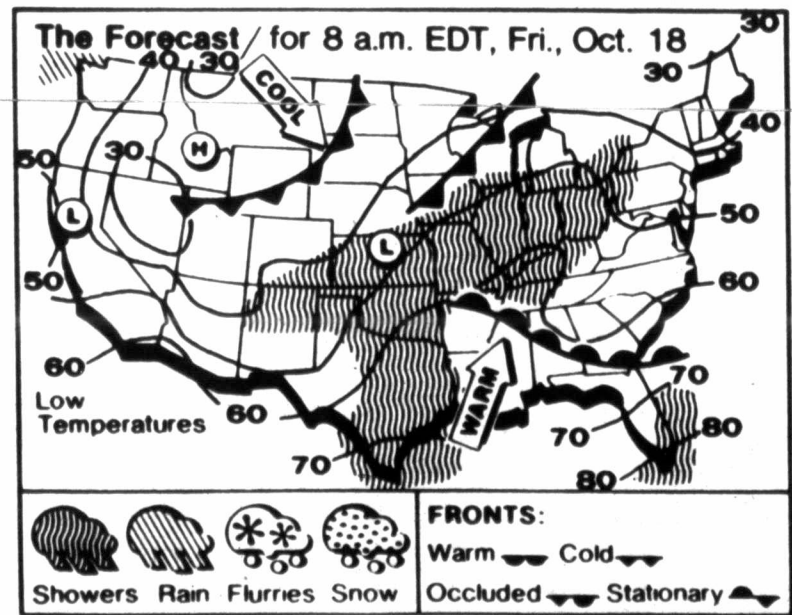 The Forecast for 8 a.m. EDT, Fri., Oct. 18
30
40 30
30
COOL
40
50
30
H
L
50
L
50
60
60
WARM
70
Low
60
Temperatures
70
80
70
80
FRONTS:
Warm Cold
Showers Rain Flurries Snow
Occluded Stationary